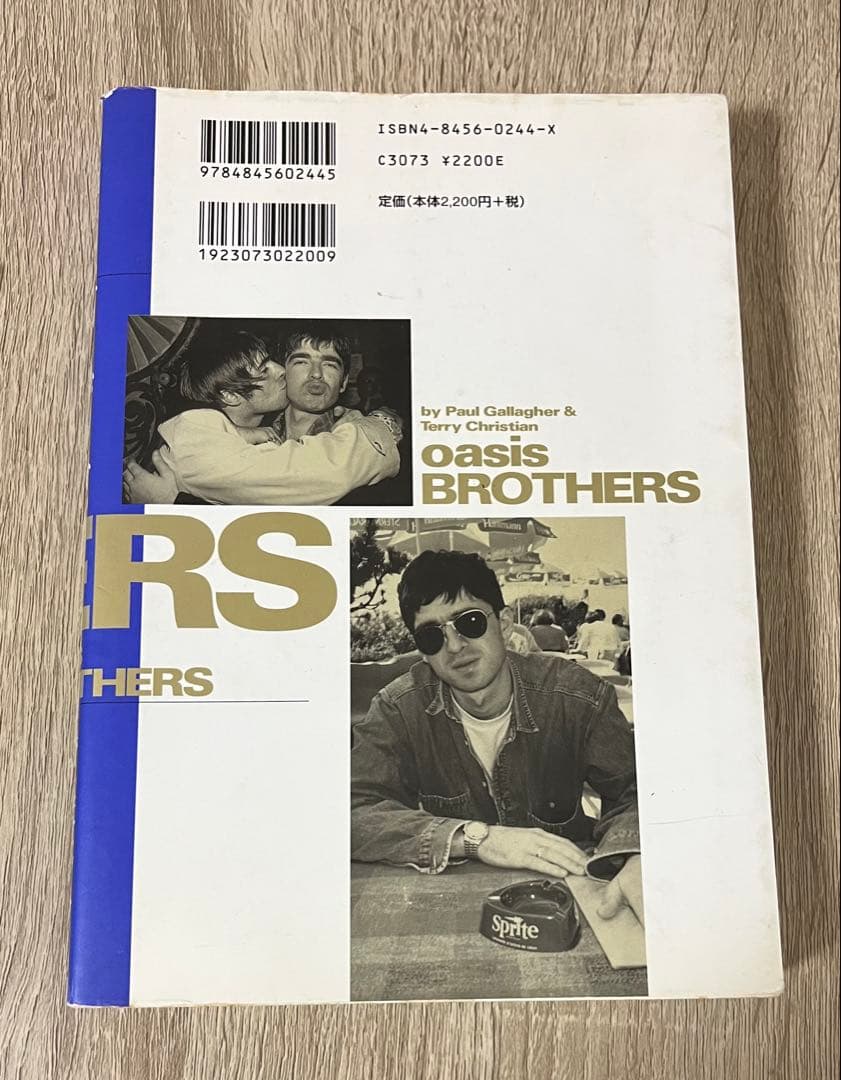 ISBN4-8456-0244-X
9784845602445
C3073 ¥2200E
定価(本体2,200円+税)
1923073022009
by Paul Gallagher &
Terry Christian
oasis
BROTHERS
ERS
THERS
Sprite